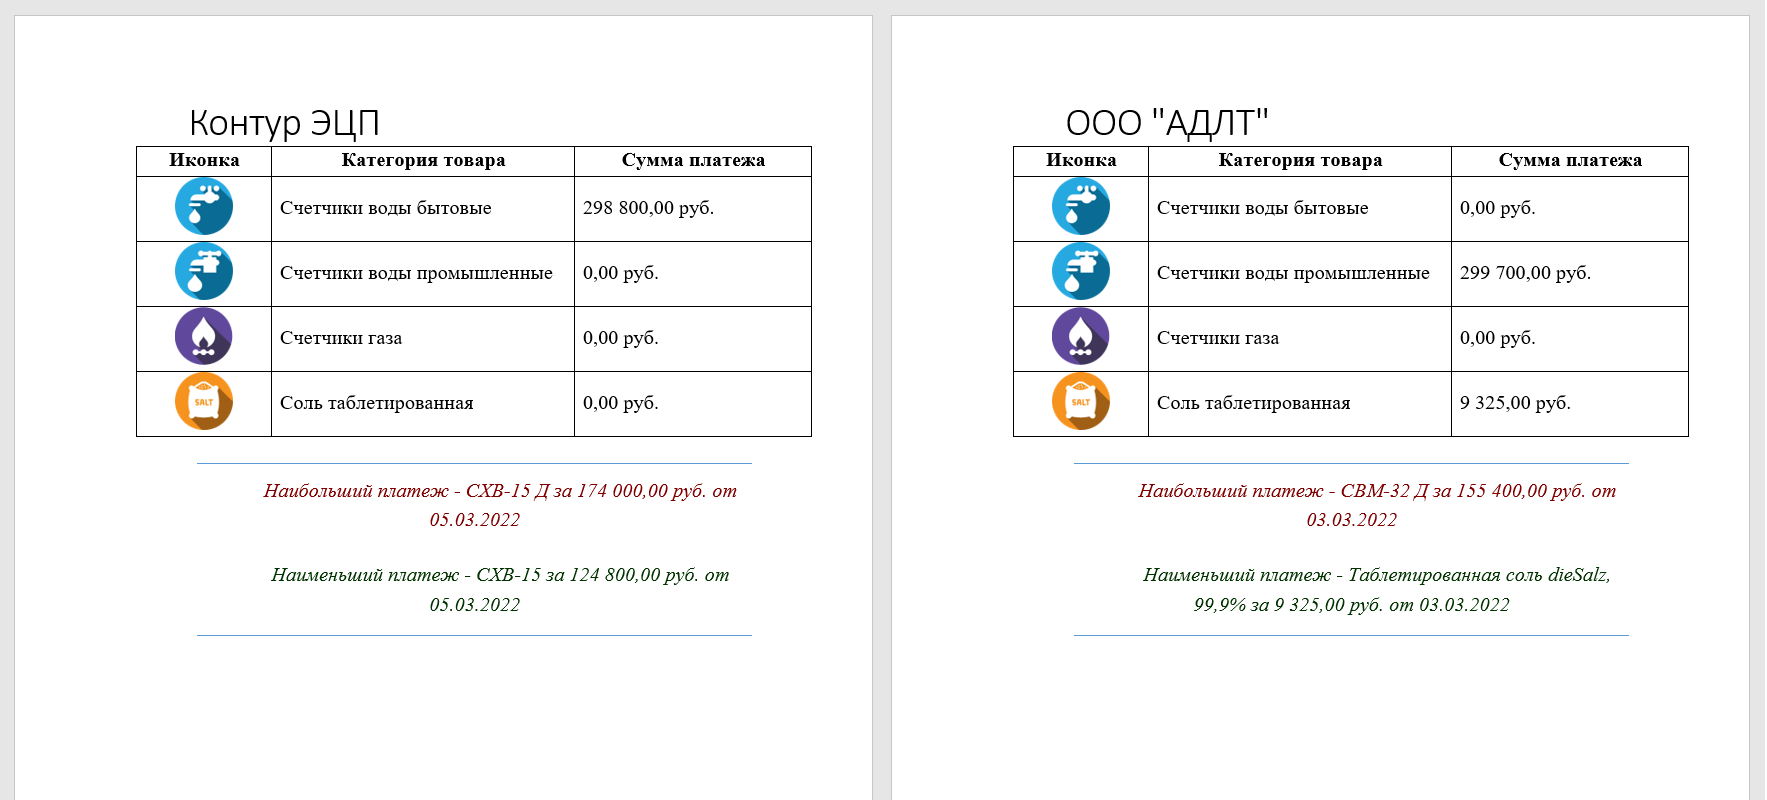 Контур ЭЦП
Иконка Категория товара Сумма платежа
Счетчики воды бытовые 298 800,00 руб.
Счетчики воды промышленные 0,00 руб.
Счетчики газа 0,00 руб.
SALT Соль таблетированная 0,00 руб.
Наибольший платеж - СХВ-15 Д за 174 000,00 руб. от
05.03.2022
Наименьший платеж - СХВ-15 за 124 800,00 руб. от
05.03.2022
ООО "АДЛТ"
Иконка Категория товара Сумма платежа
Счетчики воды бытовые 0,00 руб.
Счетчики воды промышленные 299 700,00 руб.
Счетчики газа 0,00 руб.
SALT Соль таблетированная 9 325,00 руб.
Наибольший платеж - СВМ-32 Д за 155 400,00 руб. от
03.03.2022
Наименьший платеж - Таблетированная соль dieSalz,
99,9% за 9 325,00 руб. от 03.03.2022